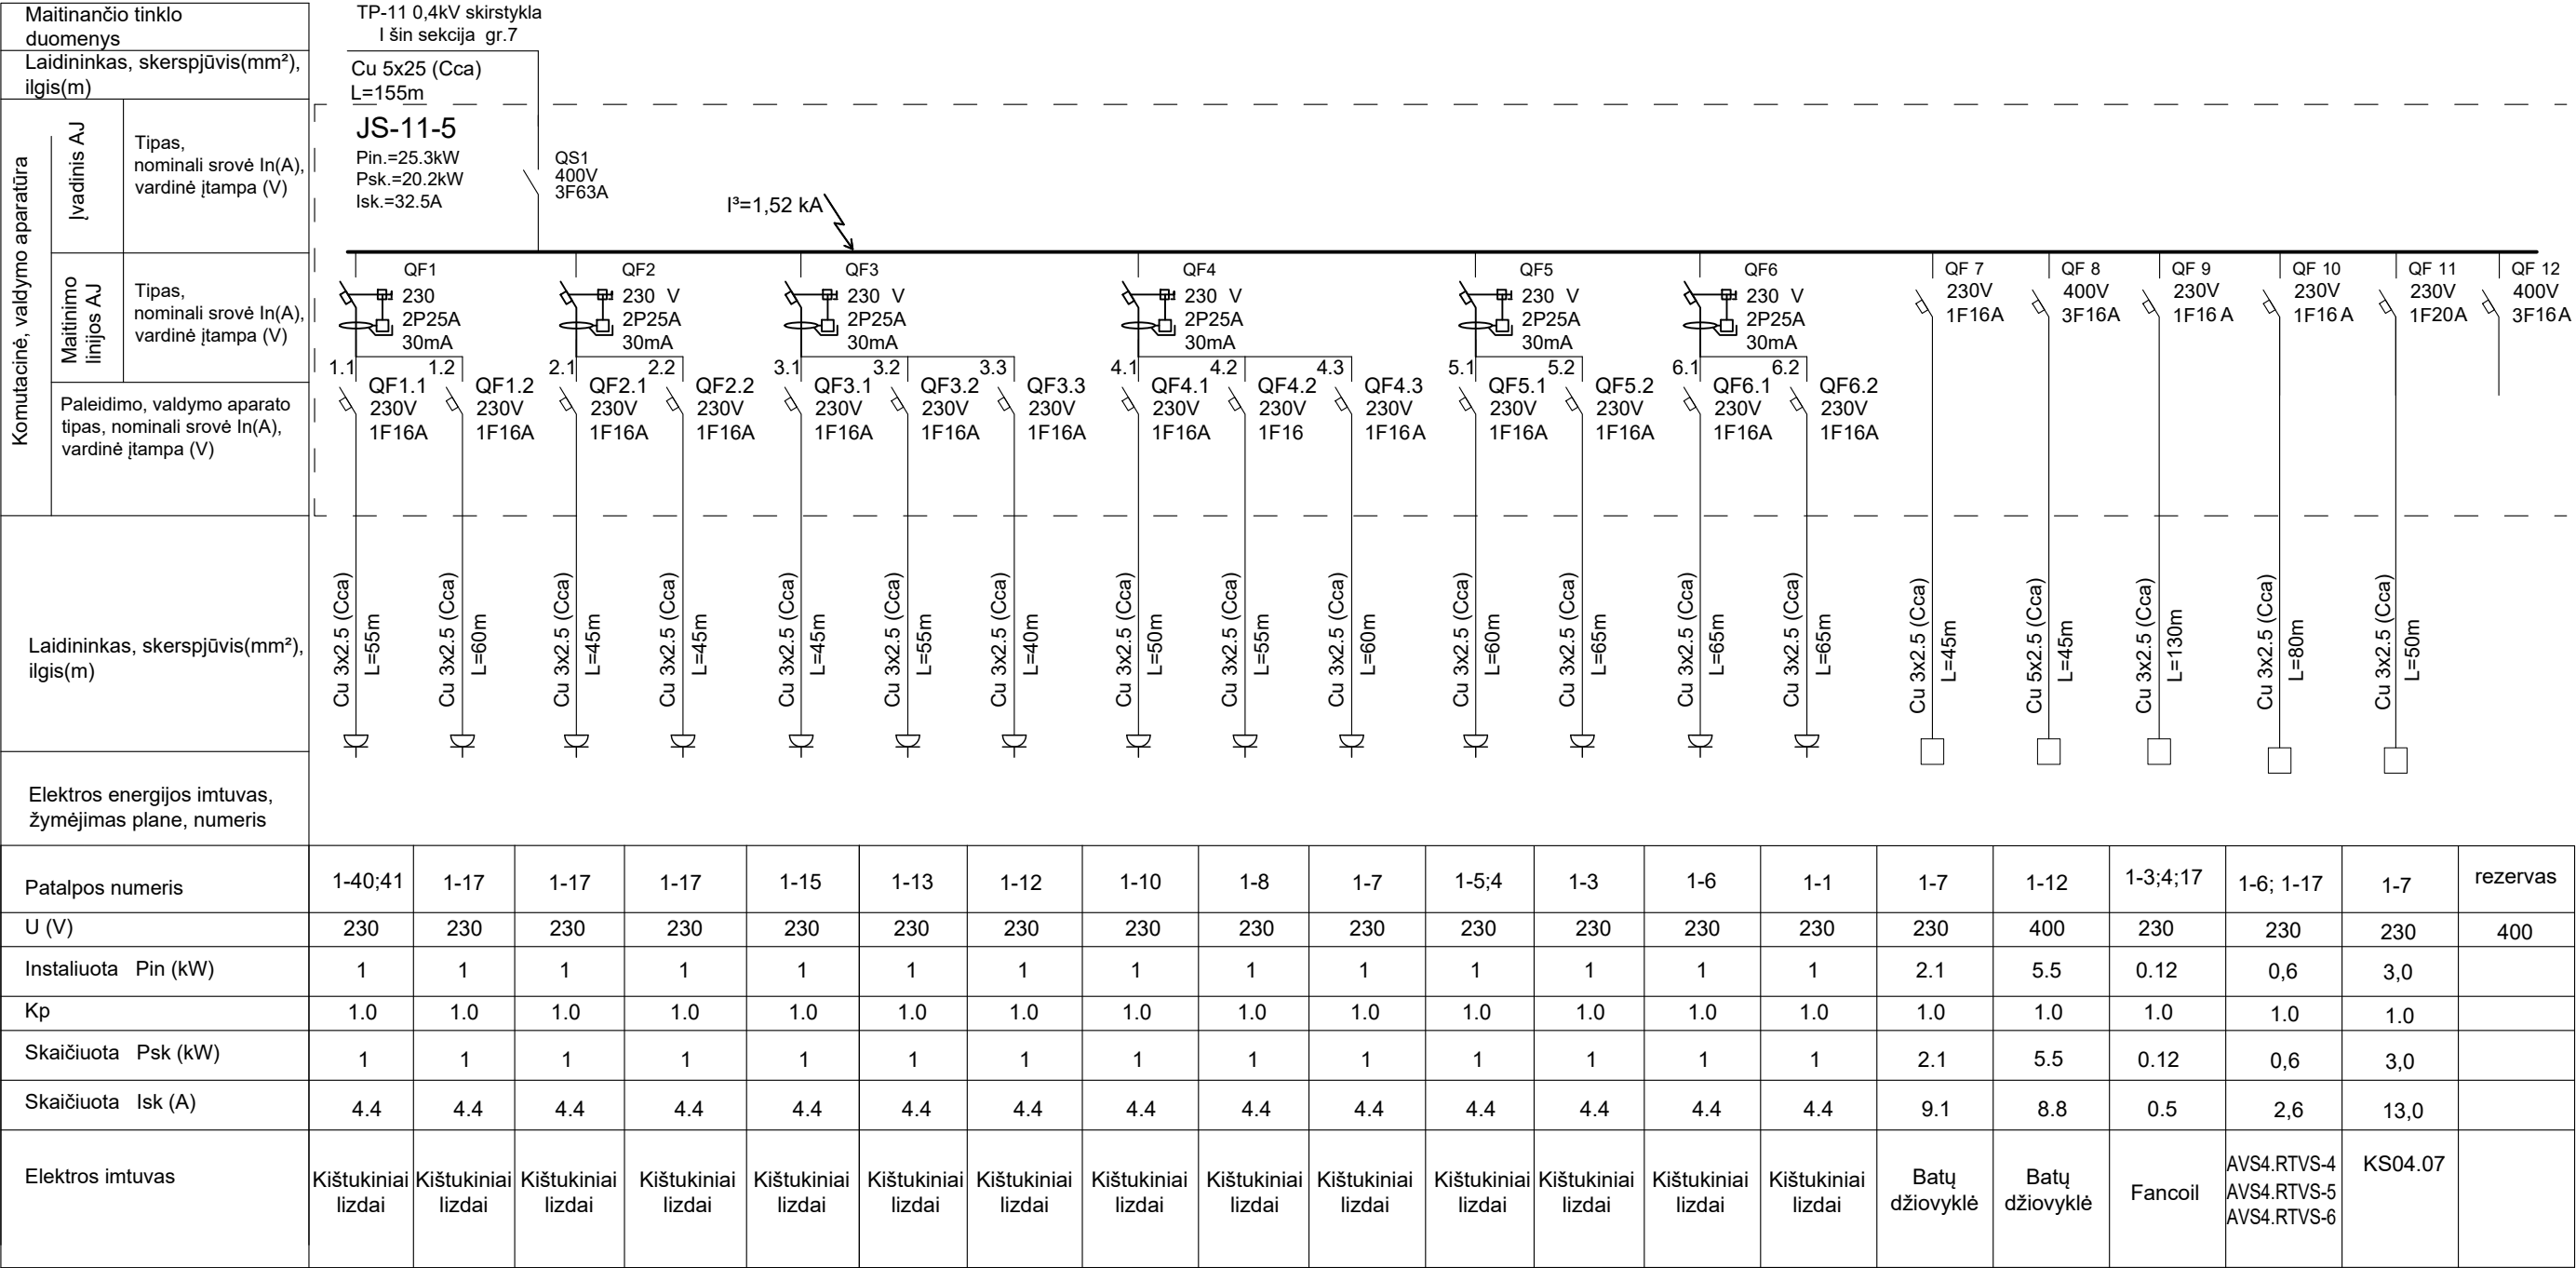 Maitinančio tinklo
duomenys
TP-11 0,4kV skirstykla
I šin sekcija gr.7
Laidininkas, skerspjūvis(mm²),
ilgis(m)
Cu 5x25 (Cca)
L=155m
Komutacinė, valdymo aparatūra
Įvadinis AJ
Tipas,
nominali srovė In(A),
vardinė įtampa (V)
JS-11-5
Pin.=25.3kW
Psk.=20.2kW
Isk.=32.5A
QS1
400V
3F63A
I³=1,52 kA
Maitinimo
linijos AJ
Tipas,
nominali srovė In(A),
vardinė įtampa (V)
QF1
230
2P25A
30mA
QF2
230 V
2P25A
30mA
QF3
230 V
2P25A
30mA
QF4
230 V
2P25A
30mA
QF5
230 V
2P25A
30mA
QF6
230 V
2P25A
30mA
QF 7
230V
1F16A
QF 8
400V
3F16A
QF 9
230V
1F16 A
QF 10
230V
1F16 A
QF 11
230V
1F20A
QF 12
400V
3F16 A
Paleidimo, valdymo aparato
tipas, nominali srovė In(A),
vardinė įtampa (V)
1.1
QF1.1
230V
1F16A
1.2
QF1.2
230V
1F16A
2.1
QF2.1
230V
1F16A
2.2
QF2.2
230V
1F16A
3.1
QF3.1
230V
1F16A
3.2
QF3.2
230V
1F16A
3.3
QF3.3
230V
1F16A
4.1
QF4.1
230V
1F16A
4.2
QF4.2
230V
1F16
4.3
QF4.3
230V
1F16 A
5.1
QF5.1
230V
1F16A
5.2
QF5.2
230V
1F16A
6.1
QF6.1
230V
1F16A
6.2
QF6.2
230V
1F16A
Laidininkas, skerspjūvis(mm²),
ilgis(m)
Cu 3x2.5 (Cca)
L=55m
Cu 3x2.5 (Cca)
L=60m
Cu 3x2.5 (Cca)
L=45m
Cu 3x2.5 (Cca)
L=45m
Cu 3x2.5 (Cca)
L=45m
Cu 3x2.5 (Cca)
L=55m
Cu 3x2.5 (Cca)
L=40m
Cu 3x2.5 (Cca)
L=50m
Cu 3x2.5 (Cca)
L=55m
Cu 3x2.5 (Cca)
L=60m
Cu 3x2.5 (Cca)
L=60m
Cu 3x2.5 (Cca)
L=65m
Cu 3x2.5 (Cca)
L=65m
Cu 3x2.5 (Cca)
L=65m
Cu 3x2.5 (Cca)
L=45m
Cu 5x2.5 (Cca)
L=45m
Cu 3x2.5 (Cca)
L=130m
Cu 3x2.5 (Cca)
L=80m
Cu 3x2.5 (Cca)
L=50m
Elektros energijos imtuvas,
žymėjimas plane, numeris
Patalpos numeris 1-40;41 1-17 1-17 1-17 1-15 1-13 1-12 1-10 1-8 1-7 1-5;4 1-3 1-6 1-1 1-7 1-12 1-3;4;17 1-6; 1-17 1-7 rezervas
U (V) 230 230 230 230 230 230 230 230 230 230 230 230 230 230 230 400 230 230 230 400
Instaliuota Pin (kW) 1 1 1 1 1 1 1 1 1 1 1 1 1 1 2.1 5.5 0.12 0,6 3,0
Kp 1.0 1.0 1.0 1.0 1.0 1.0 1.0 1.0 1.0 1.0 1.0 1.0 1.0 1.0 1.0 1.0 1.0 1.0 1.0
Skaičiuota Psk (kW) 1 1 1 1 1 1 1 1 1 1 1 1 1 1 2.1 5.5 0.12 0,6 3,0
Skaičiuota Isk (A) 4.4 4.4 4.4 4.4 4.4 4.4 4.4 4.4 4.4 4.4 4.4 4.4 4.4 4.4 9.1 8.8 0.5 2,6 13,0
Elektros imtuvas
Kištukiniai
lizdai
Kištukiniai
lizdai
Kištukiniai
lizdai
Kištukiniai
lizdai
Kištukiniai
lizdai
Kištukiniai
lizdai
Kištukiniai
lizdai
Kištukiniai
lizdai
Kištukiniai
lizdai
Kištukiniai
lizdai
Kištukiniai
lizdai
Kištukiniai
lizdai
Kištukiniai
lizdai
Kištukiniai
lizdai
Batų
džiovyklė
Batų
džiovyklė
Fancoil
AVS4.RTVS-4
AVS4.RTVS-5
AVS4.RTVS-6
KS04.07